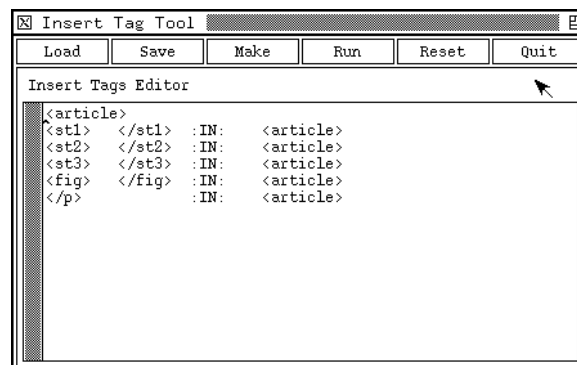 Insert Tag Tool
Load Save Make Run Reset Quit
Insert Tags Editor
<article>
<st1> </st1> :IN: <article>
<st2> </st2> :IN: <article>
<st3> </st3> :IN: <article>
<fig> </fig> :IN: <article>
</p> :IN: <article>